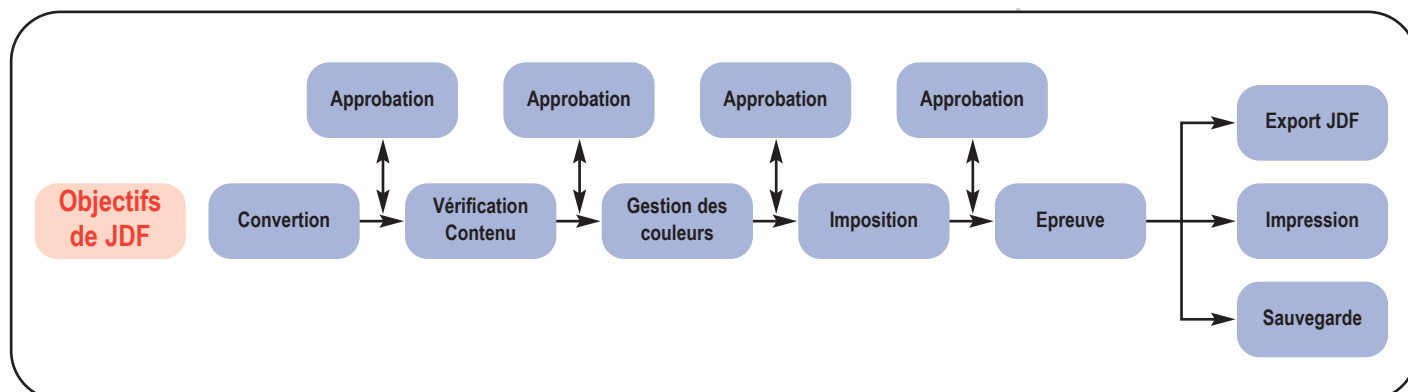 Approbation
Approbation
Approbation
Approbation
Export JDF
Objectifs
de JDF
Convertion
Vérification
Contenu
Gestion des
couleurs
Imposition
Epreuve
Impression
Sauvegarde